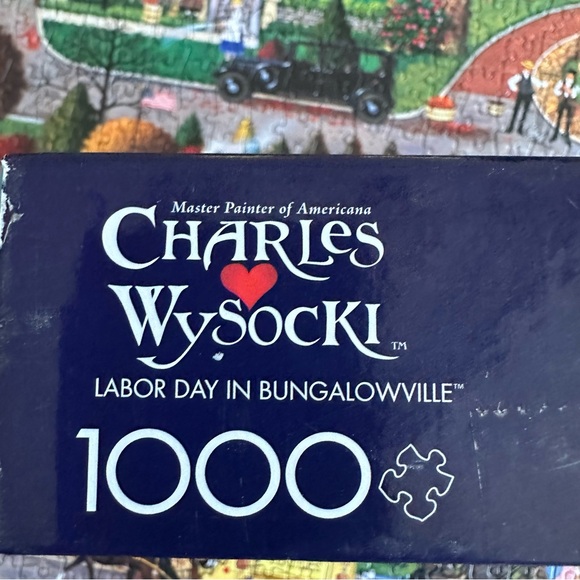 Master Painter of Americana
CHARLES
WYSOCKI™
LABOR DAY IN BUNGALOWVILLE™
1000